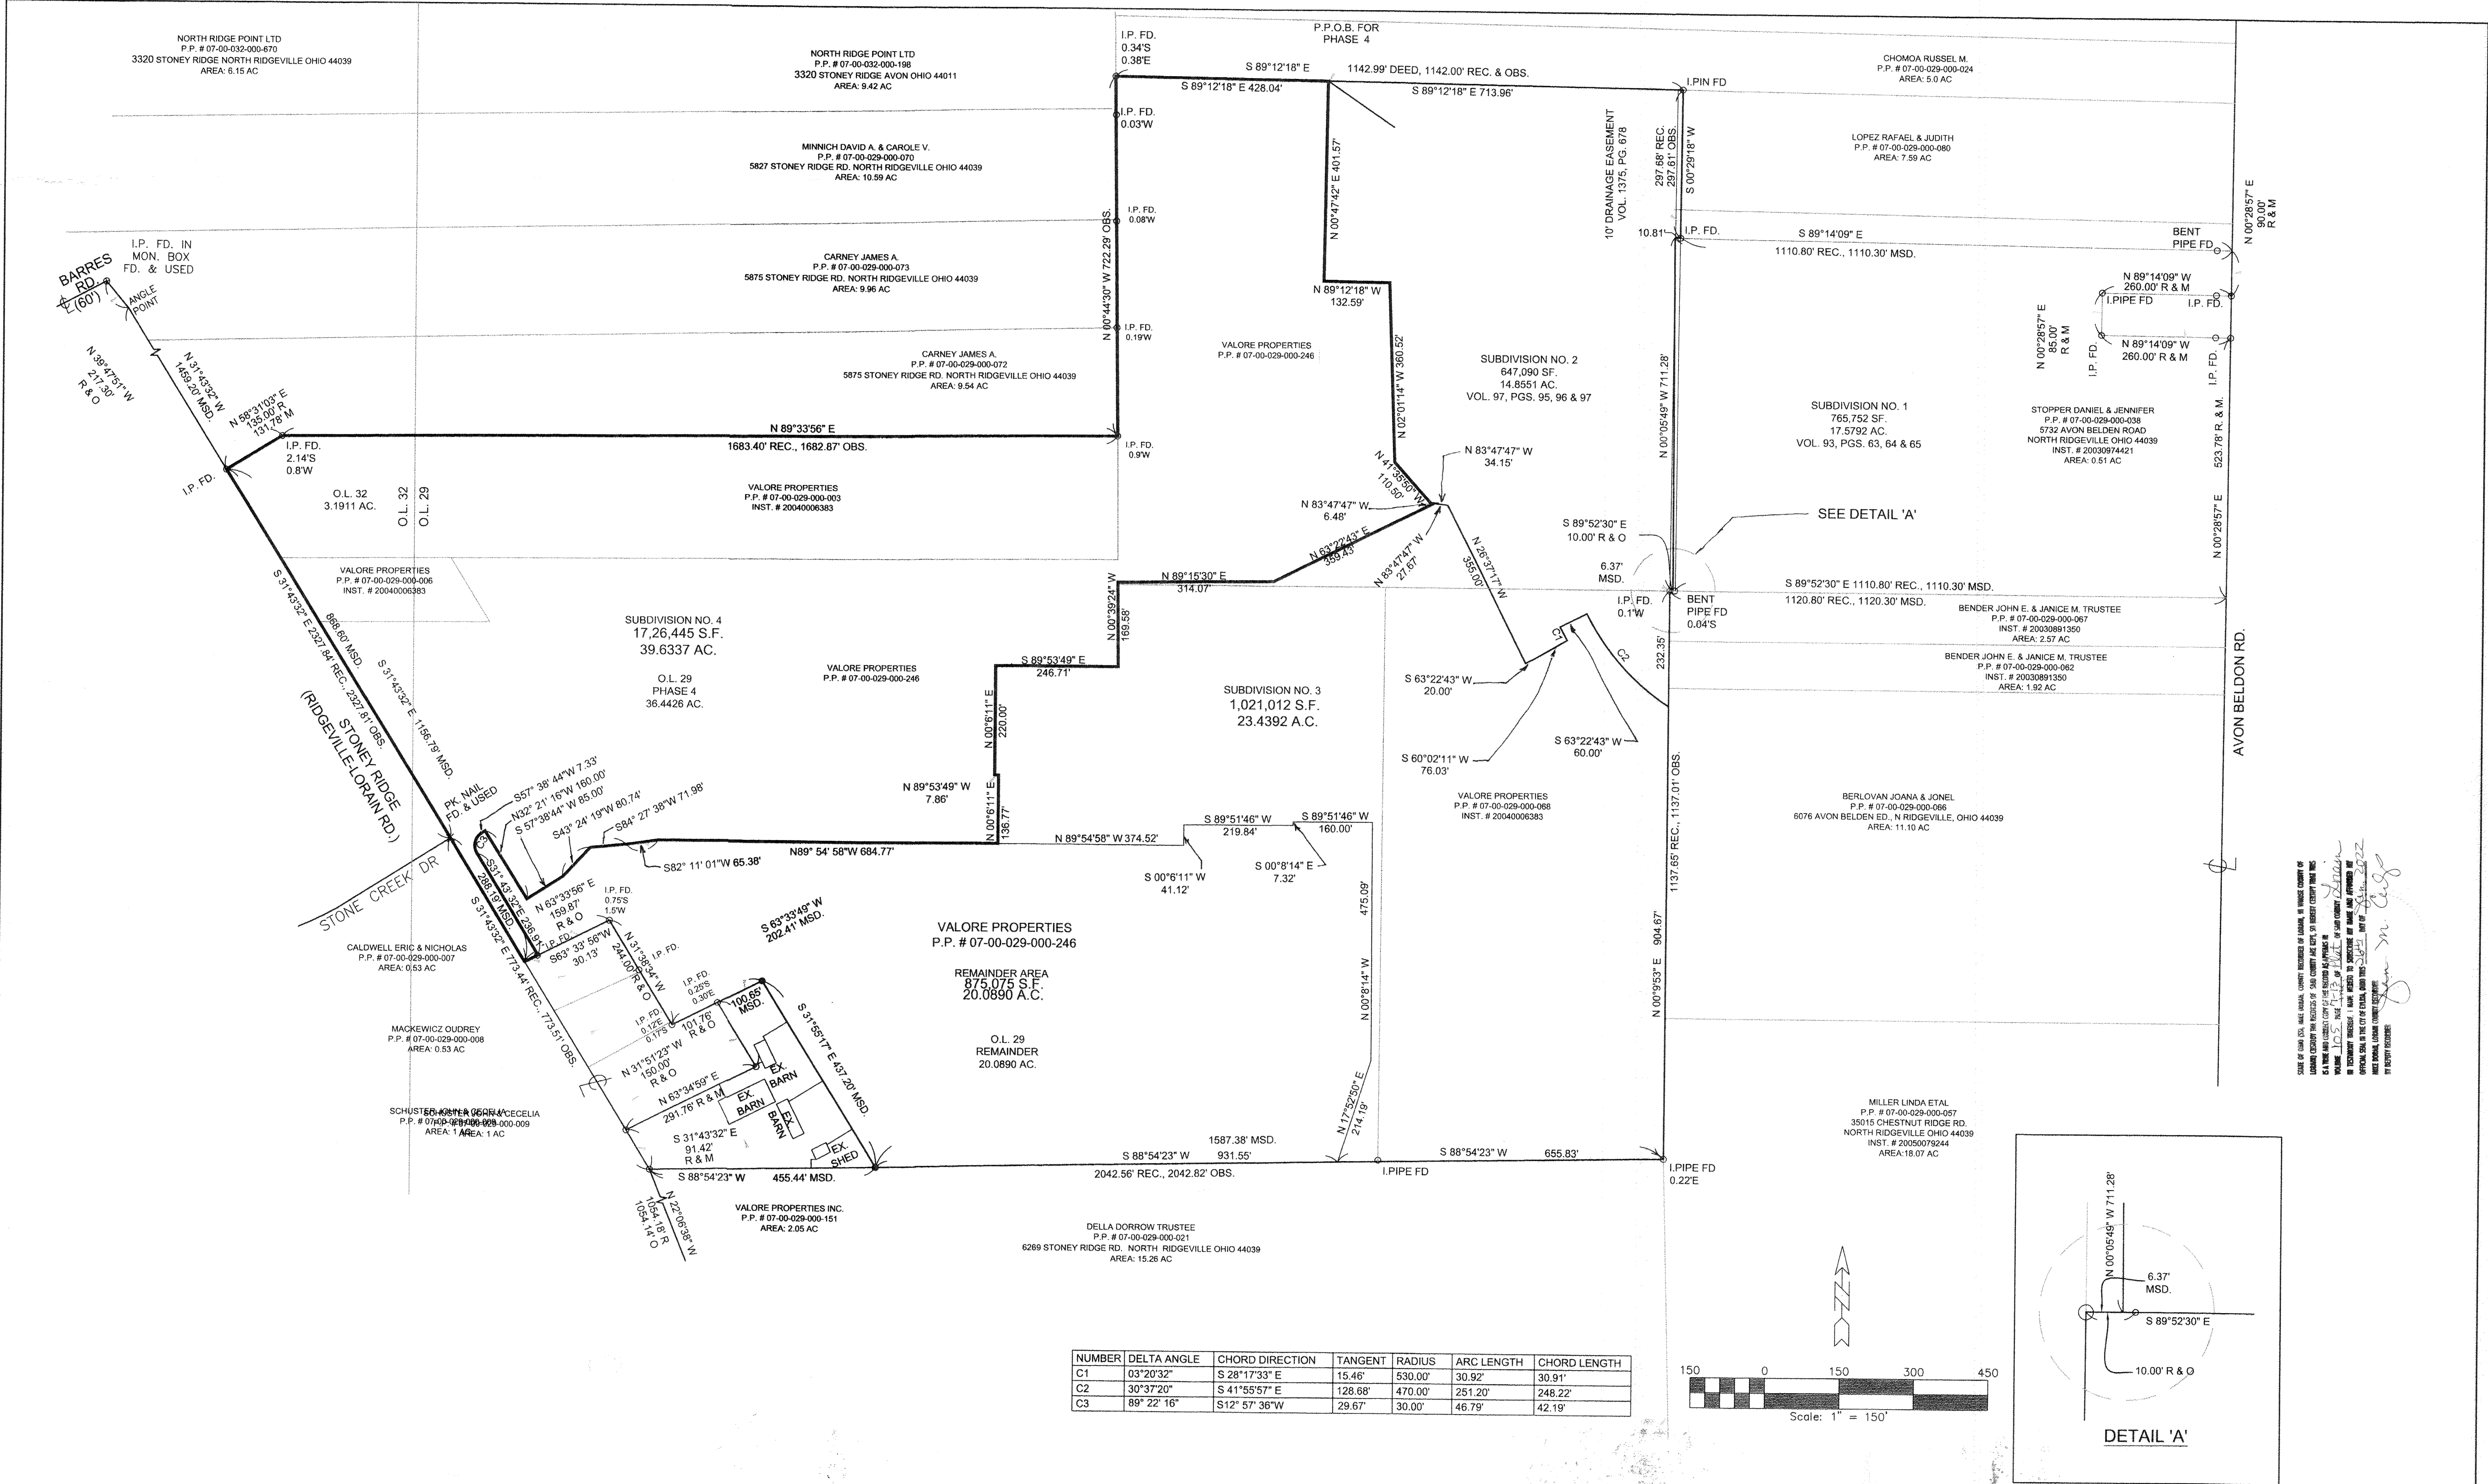 NORTH RIDGE POINT LTD
P.P. # 07-00-032-000-670
3320 STONEY RIDGE NORTH RIDGEVILLE OHIO 44039
AREA: 6.15 AC
NORTH RIDGE POINT LTD
P.P. # 07-00-032-000-198
3320 STONEY RIDGE AVON OHIO 44011
AREA: 9.42 AC
I.P. FD.
0.34'S
0.38'E
P.P.O.B. FOR
PHASE 4
S 89°12'18" E
1142.99' DEED, 1142.00' REC. & OBS.
S 89°12'18" E 428.04'
S 89°12'18" E 713.96'
I.PIN FD
CHOMOA RUSSEL M.
P.P. # 07-00-029-000-024
AREA: 5.0 AC
I.P. FD.
0.03'W
MINNICH DAVID A. & CAROLE V.
P.P. # 07-00-029-000-070
5827 STONEY RIDGE RD. NORTH RIDGEVILLE OHIO 44039
AREA: 10.59 AC
N 00°47'42" E 401.57'
10' DRAINAGE EASEMENT
VOL. 1375, PG. 678
297.68' REC.
297.61' OBS.
S 00°29'18" W
LOPEZ RAFAEL & JUDITH
P.P. # 07-00-029-000-080
AREA: 7.59 AC
N 00°28'57" E
90.00'
R & M
I.P. FD.
0.08'W
N 00°44'30" W 722.29' OBS.
10.81'
I.P. FD.
S 89°14'09" E
1110.80' REC., 1110.30' MSD.
BENT
PIPE FD
I.P. FD. IN
MON. BOX
FD. & USED
BARRES
RD.
℄ (60')
ANGLE
POINT
CARNEY JAMES A.
P.P. # 07-00-029-000-073
5875 STONEY RIDGE RD. NORTH RIDGEVILLE OHIO 44039
AREA: 9.96 AC
N 89°12'18" W
132.59'
N 89°14'09" W
260.00' R & M
I.PIPE FD
I.P. FD.
N 00°28'57" E
85.00'
R & M
N 89°14'09" W
260.00' R & M
I.P. FD.
I.P. FD.
I.P. FD.
0.19'W
N 39°47'51" W
217.30'
R & O
N 31°43'32" W
1459.20' MSD.
N 58°31'03" E
135.00' R
131.78' M
CARNEY JAMES A.
P.P. # 07-00-029-000-072
5875 STONEY RIDGE RD. NORTH RIDGEVILLE OHIO 44039
AREA: 9.54 AC
VALORE PROPERTIES
P.P. # 07-00-029-000-246
N 02°01'14" W 360.52'
SUBDIVISION NO. 2
647,090 SF.
14.8551 AC.
VOL. 97, PGS. 95, 96 & 97
N 00°05'49" W 711.28'
SUBDIVISION NO. 1
765,752 SF.
17.5792 AC.
VOL. 93, PGS. 63, 64 & 65
STOPPER DANIEL & JENNIFER
P.P. # 07-00-029-000-038
5732 AVON BELDEN ROAD
NORTH RIDGEVILLE OHIO 44039
INST. # 20030974421
AREA: 0.51 AC
N 00°28'57" E 523.78' R. & M.
I.P. FD.
2.14'S
0.8'W
N 89°33'56" E
1683.40' REC., 1682.87' OBS.
I.P. FD.
0.9'W
I.P. FD.
O.L. 32
3.1911 AC.
O.L. 32
O.L. 29
VALORE PROPERTIES
P.P. # 07-00-029-000-003
INST. # 20040006383
N 83°47'47" W
34.15'
N 41°35'50" W
110.50'
N 83°47'47" W
6.48'
N 63°22'43" E
359.43'
N 83°47'47" W
27.67'
N 26°37'17" W
355.00'
SEE DETAIL 'A'
S 89°52'30" E
10.00' R & O
6.37'
MSD.
I.P. FD.
0.1'W
BENT
PIPE FD
0.04'S
S 89°52'30" E 1110.80' REC., 1110.30' MSD.
1120.80' REC., 1120.30' MSD.
BENDER JOHN E. & JANICE M. TRUSTEE
P.P. # 07-00-029-000-067
INST. # 20030891350
AREA: 2.57 AC
BENDER JOHN E. & JANICE M. TRUSTEE
P.P. # 07-00-029-000-062
INST. # 20030891350
AREA: 1.92 AC
VALORE PROPERTIES
P.P. # 07-00-029-000-006
INST. # 20040006383
N 89°15'30" E
314.07'
N 00°39'24" W
169.58'
SUBDIVISION NO. 4
17,26,445 S.F.
39.6337 AC.
O.L. 29
PHASE 4
36.4426 AC.
VALORE PROPERTIES
P.P. # 07-00-029-000-246
S 89°53'49" E
246.71'
N 00°6'11" E
220.00'
SUBDIVISION NO. 3
1,021,012 S.F.
23.4392 A.C.
C1
C2
232.35'
S 63°22'43" W
20.00'
S 63°22'43" W
60.00'
S 60°02'11" W
76.03'
AVON BELDON RD.
S 31°43'32" E 2327.84' REC., 2327.81' OBS.
868.60' MSD.
S 31°43'32" E 1156.79' MSD.
STONEY RIDGE
(RIDGEVILLE-LORAIN RD.)
PK. NAIL
FD. & USED
S57° 38' 44"W 7.33'
N32° 21' 16"W 160.00'
S 57°38'44" W 85.00'
S43° 24' 19"W 80.74'
S84° 27' 38"W 71.98'
S82° 11' 01"W 65.38'
N89° 54' 58"W 684.77'
N 89°53'49" W
7.86'
N 00°6'11" E
136.77'
N 89°54'58" W 374.52'
S 89°51'46" W
219.84'
S 89°51'46" W
160.00'
S 00°6'11" W
41.12'
S 00°8'14" E
7.32'
VALORE PROPERTIES
P.P. # 07-00-029-000-068
INST. # 20040006383
1137.65' REC., 1137.01' OBS.
BERLOVAN JOANA & JONEL
P.P. # 07-00-029-000-066
6076 AVON BELDEN ED., N RIDGEVILLE, OHIO 44039
AREA: 11.10 AC
C3
STONE CREEK DR
S31° 43' 32"E 236.91'
286.19' MSD.
S 31°43'32" E 773.44' REC., 773.51' OBS.
N 63°33'56" E
159.87'
R & O
I.P. FD.
0.75'S
1.5'W
I.P. FD.
S63° 33' 56"W
30.13'
N 31°38'34" W
244.00' R & O
I.P. FD.
S 63°33'49" W
202.41' MSD.
CALDWELL ERIC & NICHOLAS
P.P. # 07-00-029-000-007
AREA: 0.53 AC
VALORE PROPERTIES
P.P. # 07-00-029-000-246
REMAINDER AREA
875,075 S.F.
20.0890 A.C.
O.L. 29
REMAINDER
20.0890 AC.
475.09'
N 00°8'14" W
N 00°9'53" E 904.67'
I.P. FD.
0.25'S
0.30'E
100.65'
MSD.
I.P. FD.
0.12'E
0.17'S
101.76'
R & O
MACKEWICZ OUDREY
P.P. # 07-00-029-000-008
AREA: 0.53 AC
N 31°51'23" W
150.00'
R & O
N 63°34'59" E
291.76' R & M
S 31°55'17" E 437.20' MSD.
EX.
BARN
EX.
BARN
EX.
BARN
EX.
SHED
SCHUSTER JOHN & CECELIA
P.P. # 07-00-029-000-009
AREA: 1 AC
S 31°43'32" E
91.42'
R & M
S 88°54'23" W
455.44' MSD.
N 17°52'50" E
214.19'
1587.38' MSD.
S 88°54'23" W 931.55'
2042.56' REC., 2042.82' OBS.
S 88°54'23" W 655.83'
I.PIPE FD
I.PIPE FD
0.22'E
N 22°06'38" W
1054.18' R
1054.14' O
VALORE PROPERTIES INC.
P.P. # 07-00-029-000-151
AREA: 2.05 AC
DELLA DORROW TRUSTEE
P.P. # 07-00-029-000-021
6269 STONEY RIDGE RD. NORTH RIDGEVILLE OHIO 44039
AREA: 15.26 AC
MILLER LINDA ETAL
P.P. # 07-00-029-000-057
35015 CHESTNUT RIDGE RD.
NORTH RIDGEVILLE OHIO 44039
INST. # 20050079244
AREA:18.07 AC
N
NUMBER DELTA ANGLE CHORD DIRECTION TANGENT RADIUS ARC LENGTH CHORD LENGTH
C1 03°20'32" S 28°17'33" E 15.46' 530.00' 30.92' 30.91'
C2 30°37'20" S 41°55'57" E 128.68' 470.00' 251.20' 248.22'
C3 89° 22' 16" S12° 57' 36"W 29.67' 30.00' 46.79' 42.19'
150 0 150 300 450
Scale: 1" = 150'
N 00°05'49" W 711.28'
6.37'
MSD.
S 89°52'30" E
10.00' R & O
DETAIL 'A'